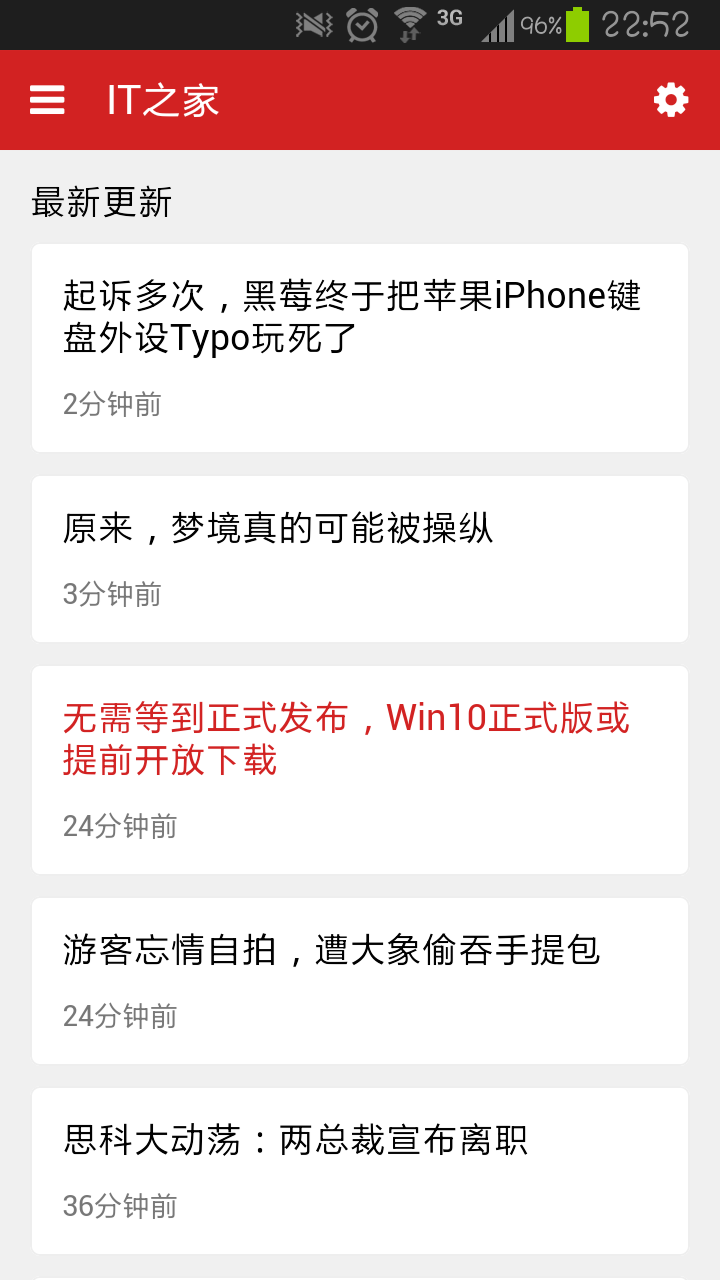 3G 96% 22:52
IT之家
最新更新
起诉多次，黑莓终于把苹果iPhone键
盘外设Typo玩死了
2分钟前
原来，梦境真的可能被操纵
3分钟前
无需等到正式发布，Win10正式版或
提前开放下载
24分钟前
游客忘情自拍，遭大象偷吞手提包
24分钟前
思科大动荡：两总裁宣布离职
36分钟前